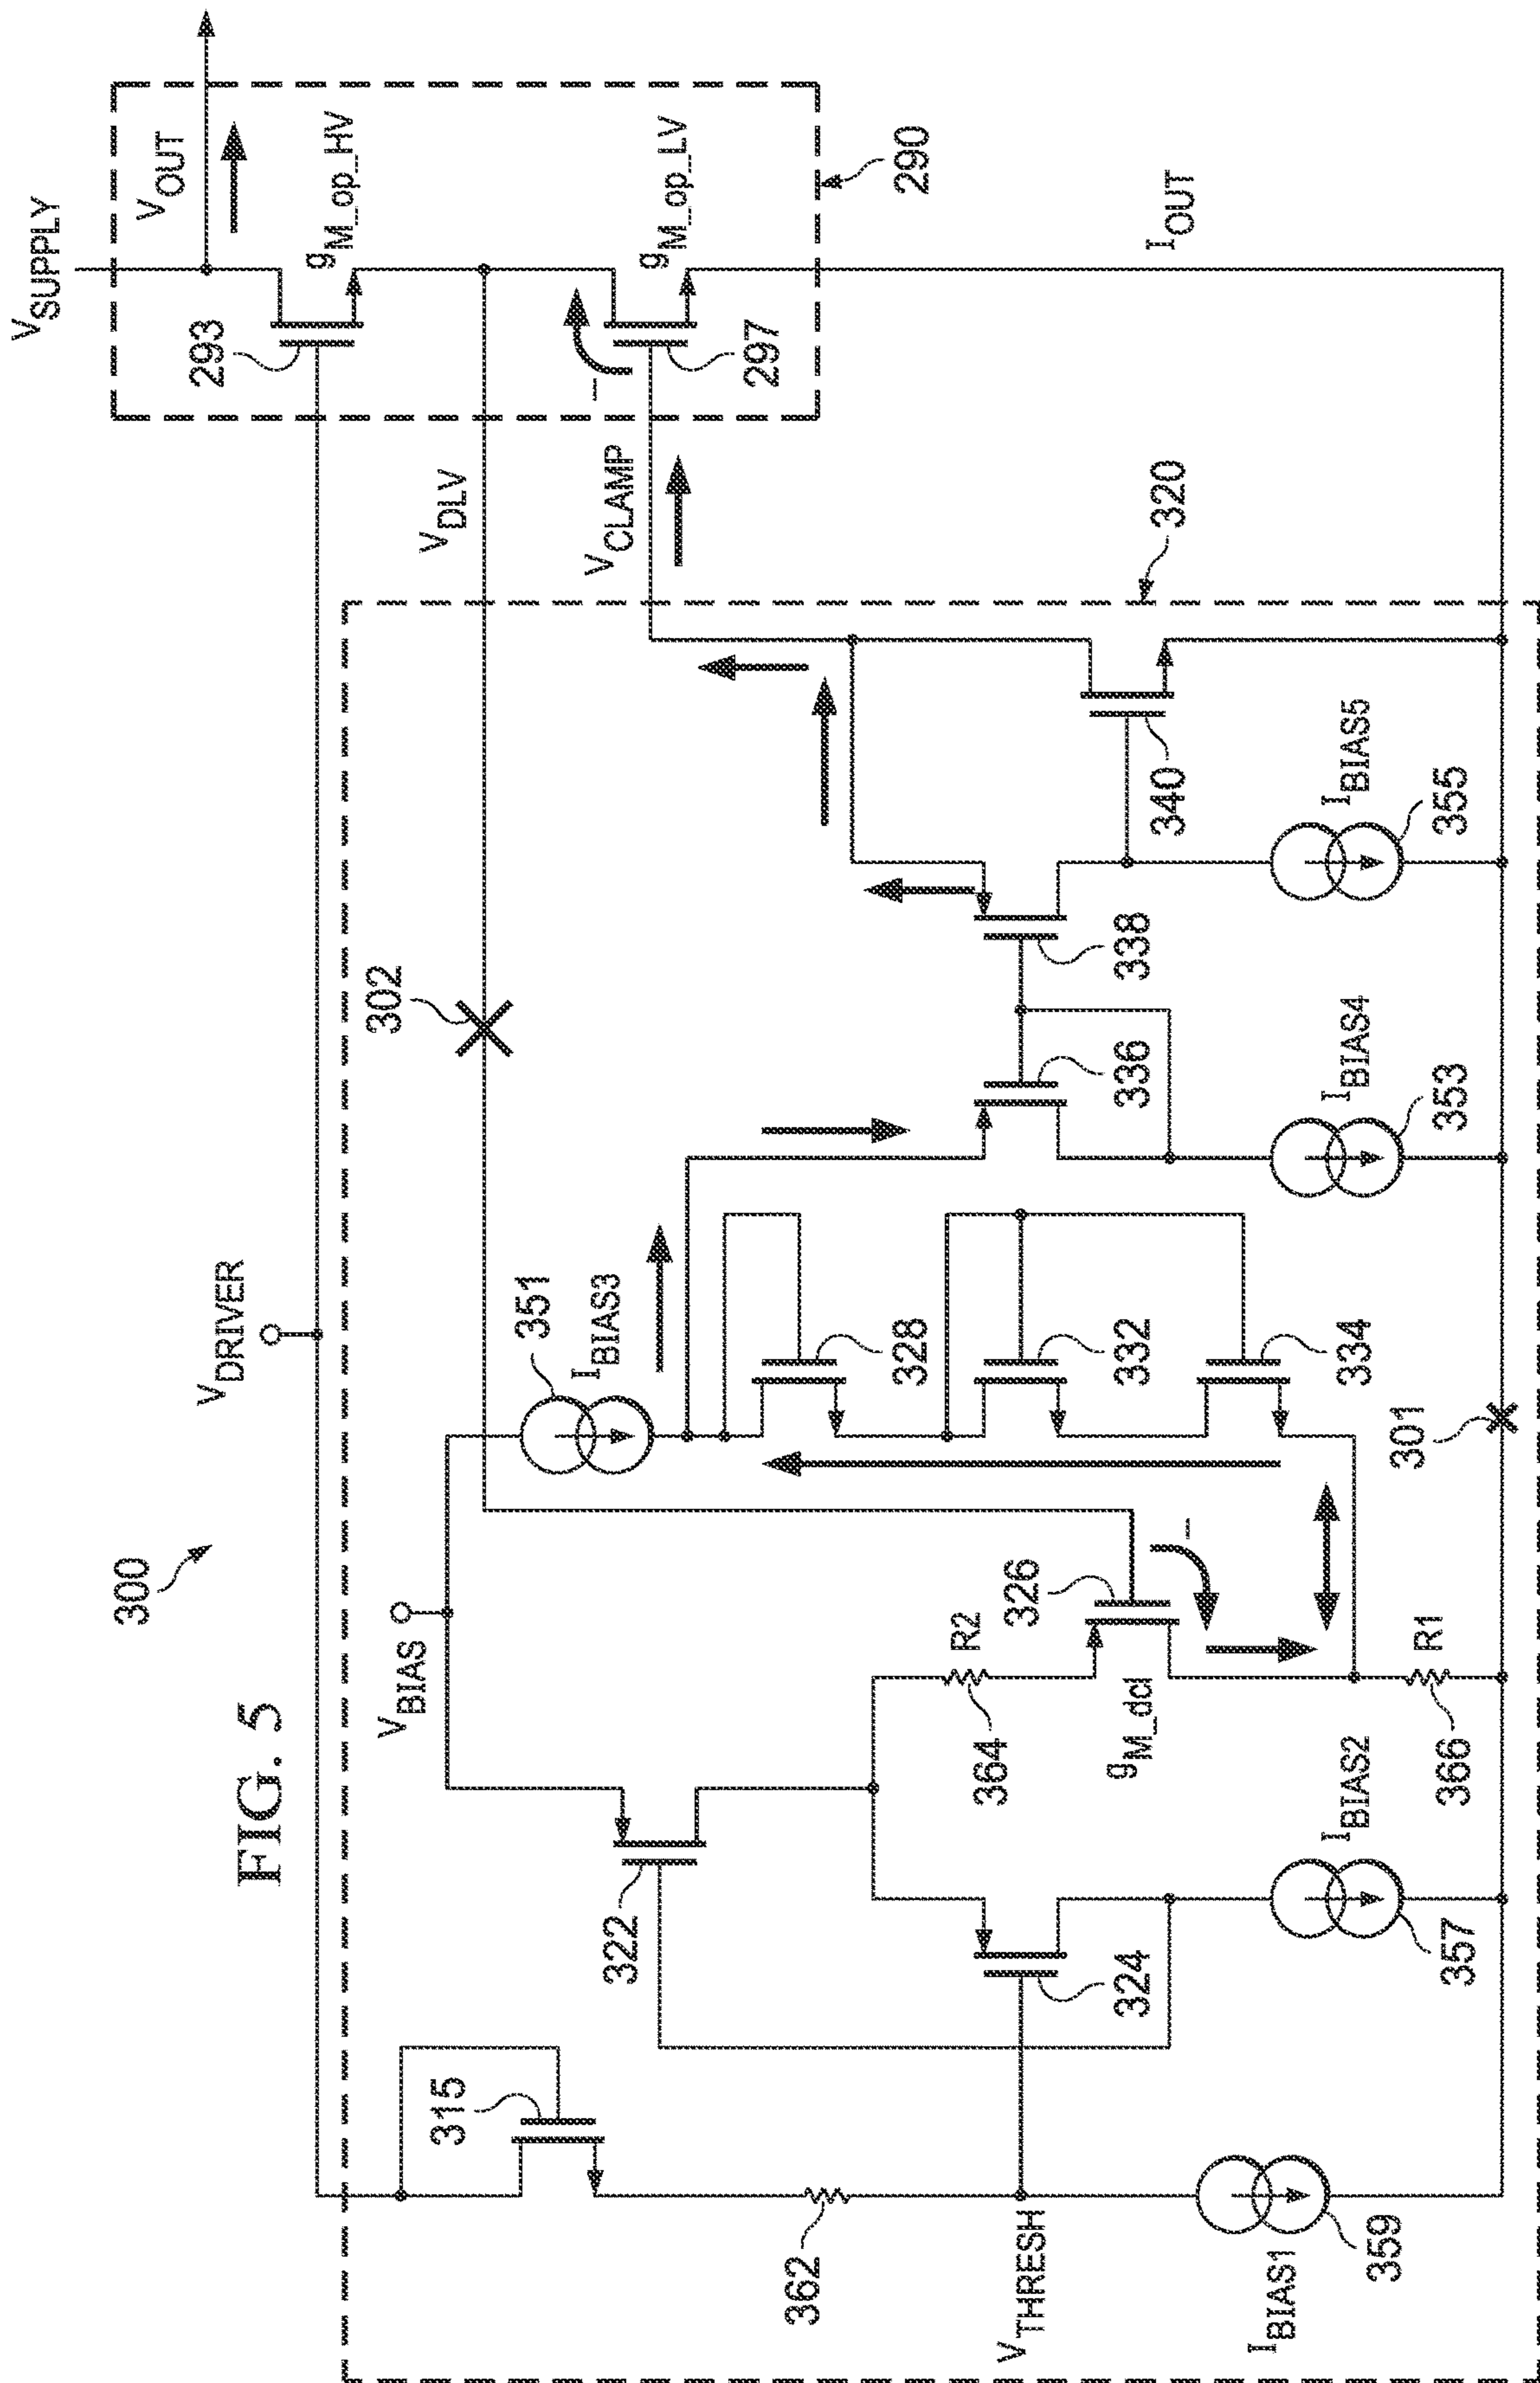 FIG. 5
300
V_SUPPLY
V_OUT
293
g_M_op_HV
V_DRIVER
V_DLV
302
V_CLAMP
297
g_M_op_LV
290
I_OUT
V_BIAS
315
322
351
I_BIAS3
328
326
R2
364
g_M_dcl
332
336
338
320
362
V_THRESH
324
334
340
I_BIAS1
359
I_BIAS2
357
R1
366
301
I_BIAS4
353
I_BIAS5
355